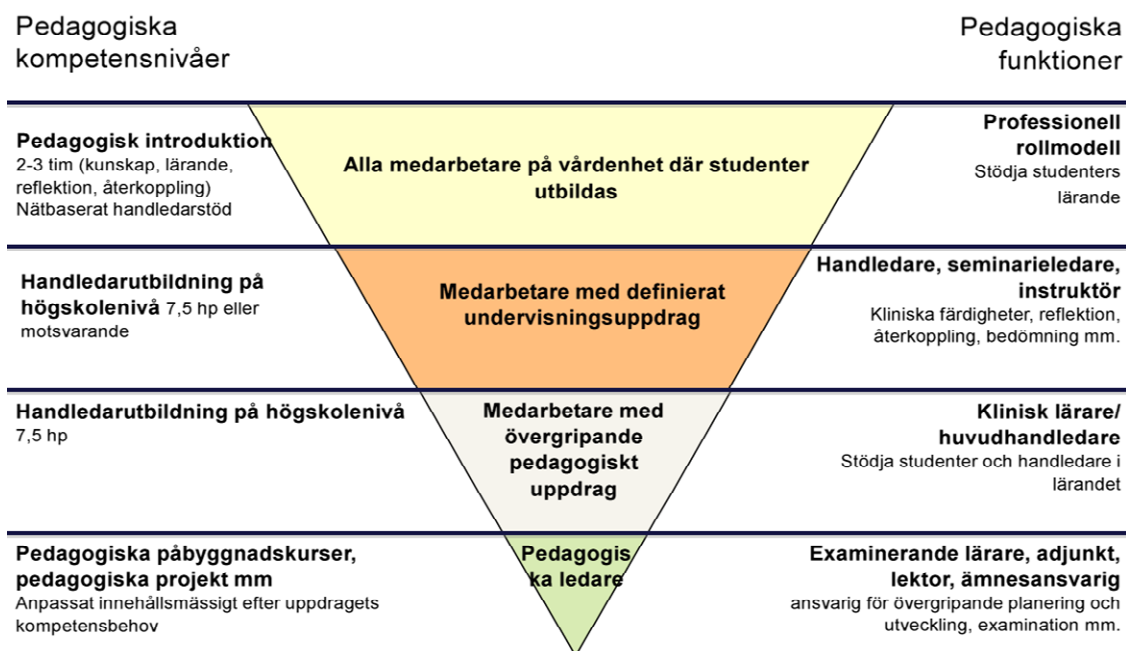 Pedagogiska
kompetensnivåer
Pedagogiska
funktioner
Pedagogisk introduktion
2-3 tim (kunskap, lärande,
reflektion, återkoppling)
Nätbaserat handledarstöd
Alla medarbetare på vårdenhet där studenter
utbildas
Professionell
rollmodell
Stödja studenters
lärande
Handledarutbildning på
högskolenivå 7,5 hp eller
motsvarande
Medarbetare med definierat
undervisningsuppdrag
Handledare, seminarieledare,
instruktör
Kliniska färdigheter, reflektion,
återkoppling, bedömning mm.
Handledarutbildning på högskolenivå
7,5 hp
Medarbetare med
övergripande
pedagogiskt
uppdrag
Klinisk lärare/
huvudhandledare
Stödja studenter och handledare i
lärandet
Pedagogiska påbyggnadskurser,
pedagogiska projekt mm
Anpassat innehållsmässigt efter uppdragets
kompetensbehov
Pedagogis
ka ledare
Examinerande lärare, adjunkt,
lektor, ämnesansvarig
ansvarig för övergripande planering och
utveckling, examination mm.